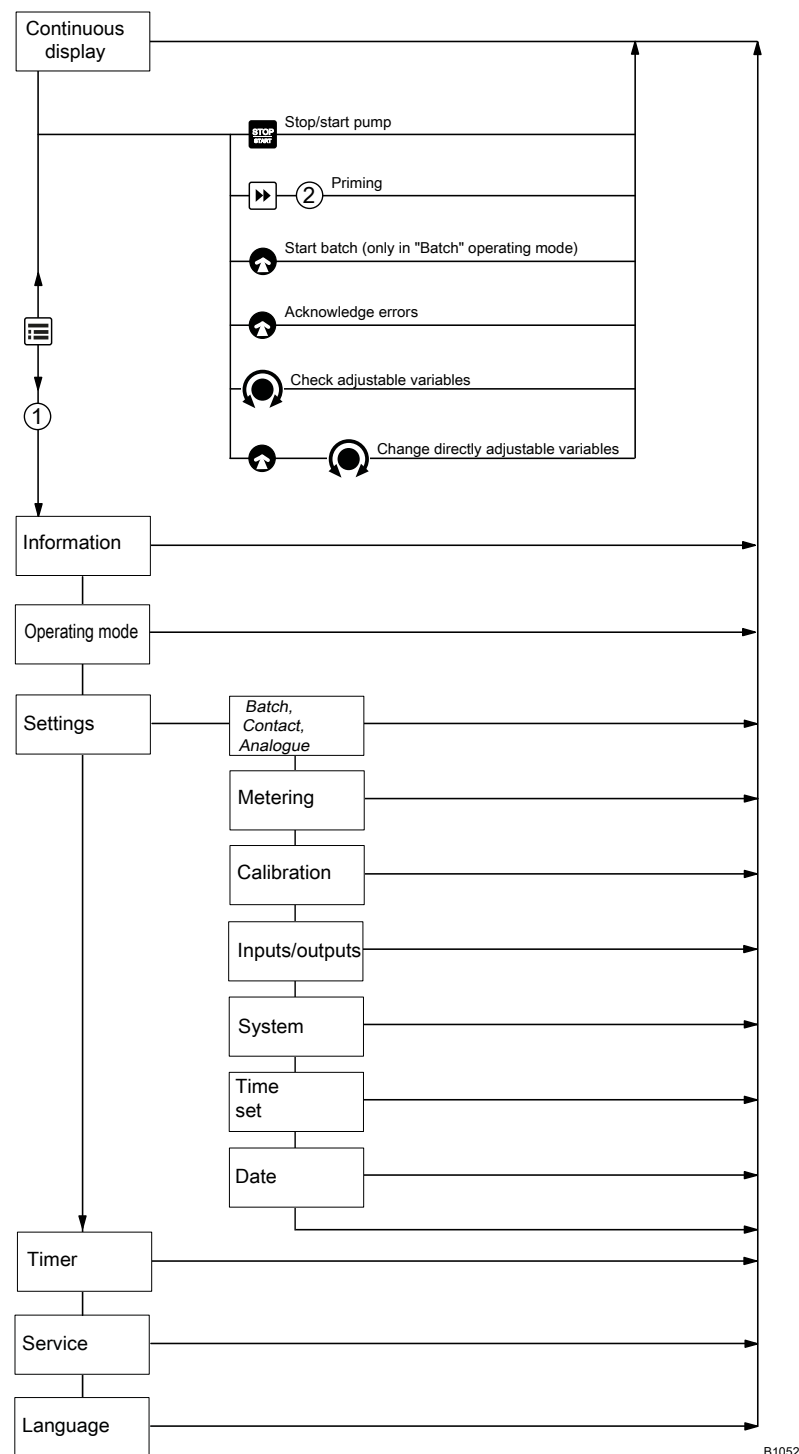 Continuous
display
STOP
START
Stop/start pump
2
Priming
Start batch (only in "Batch" operating mode)
Acknowledge errors
Check adjustable variables
1
Change directly adjustable variables
Information
Operating mode
Settings
Batch,
Contact,
Analogue
Metering
Calibration
Inputs/outputs
System
Time
set
Date
Timer
Service
Language
B1052